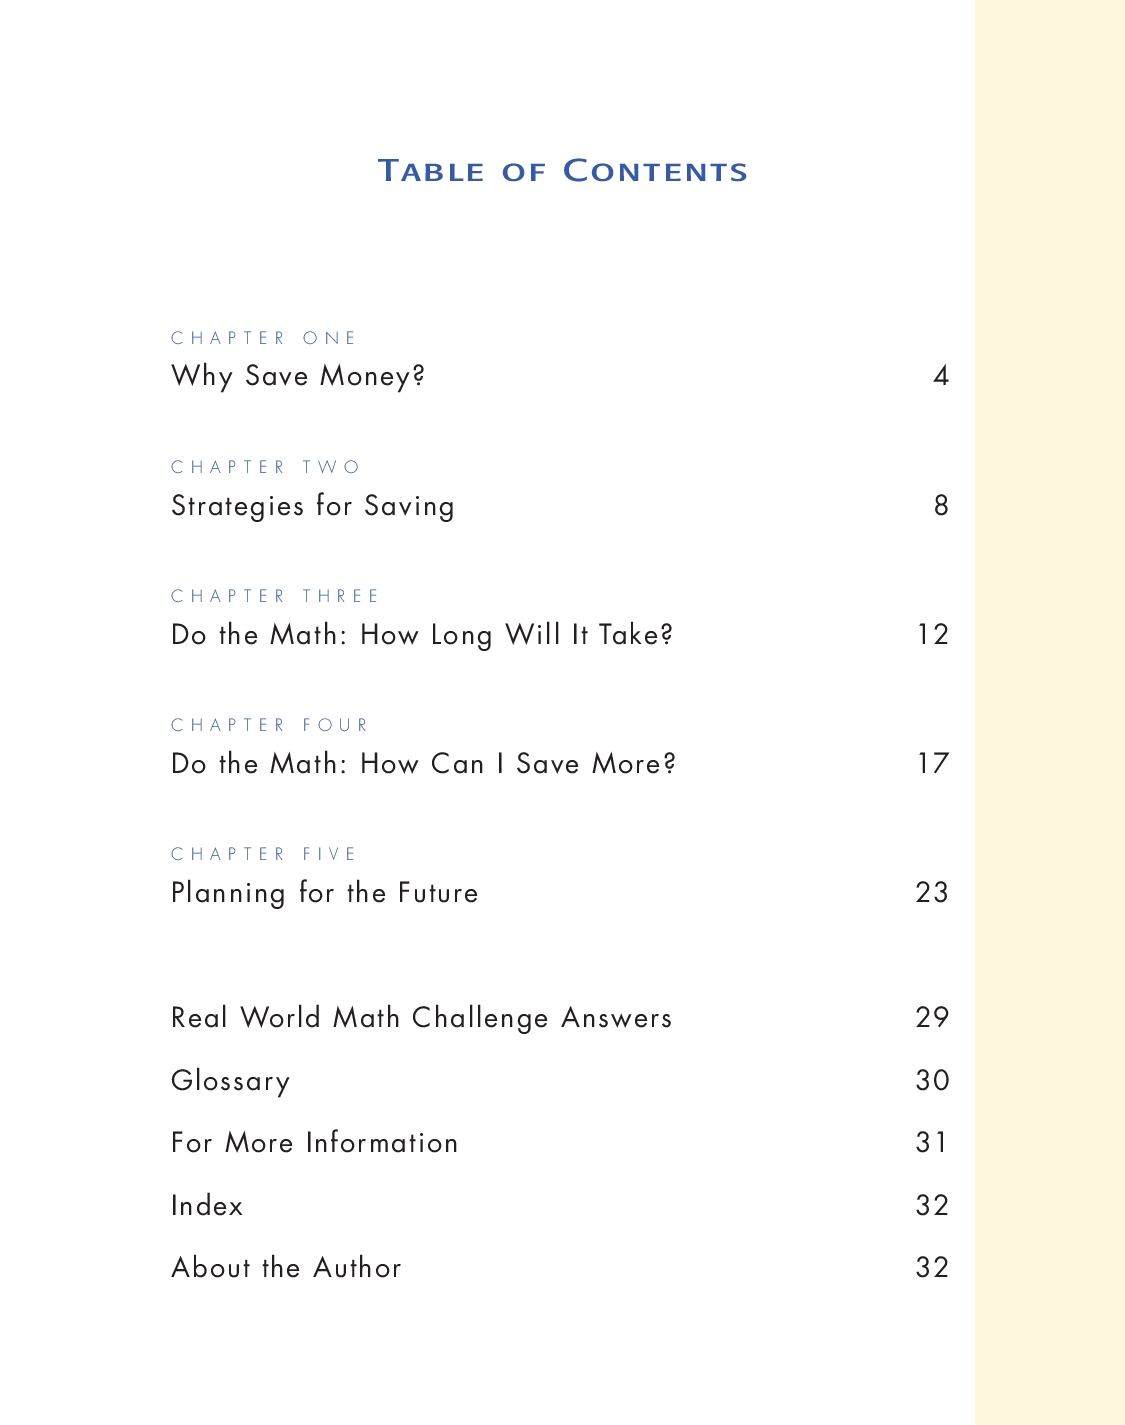 Table of Contents
CHAPTER ONE
Why Save Money? 4
CHAPTER TWO
Strategies for Saving 8
CHAPTER THREE
Do the Math: How Long Will It Take? 12
CHAPTER FOUR
Do the Math: How Can I Save More? 17
CHAPTER FIVE
Planning for the Future 23
Real World Math Challenge Answers 29
Glossary 30
For More Information 31
Index 32
About the Author 32